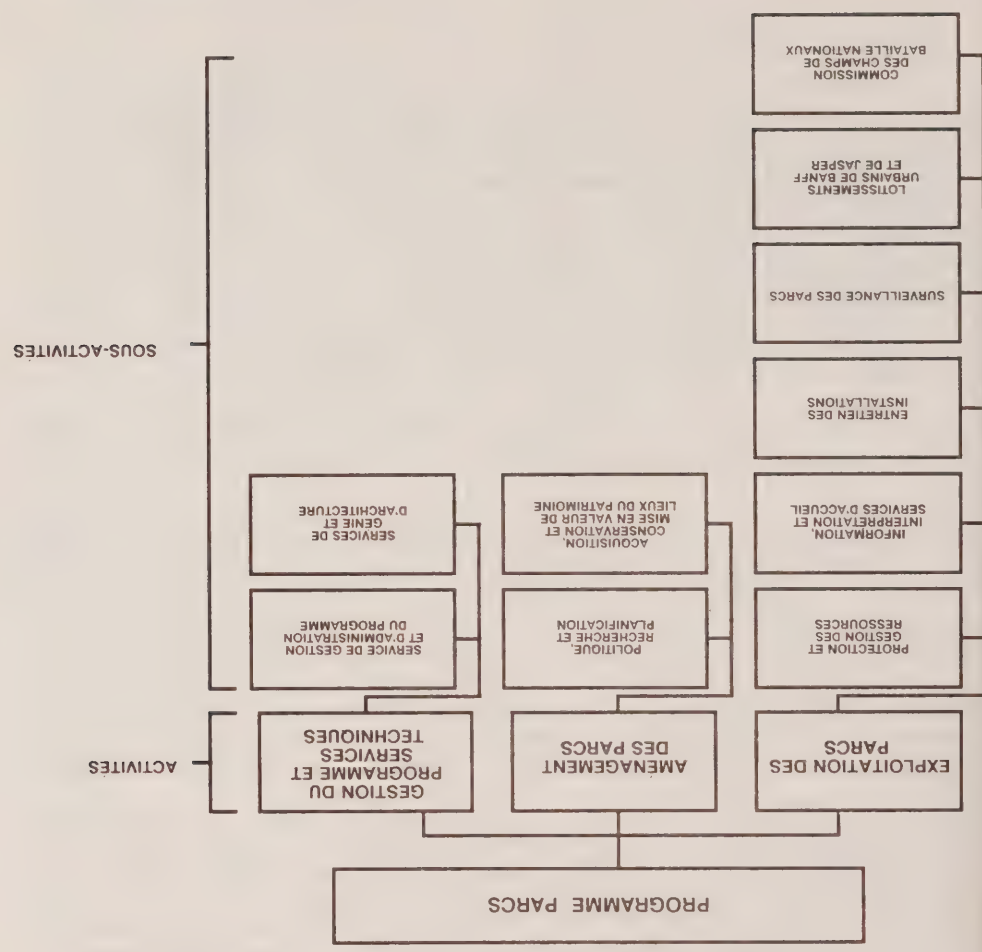 PROGRAMME PARCS
EXPLOITATION DES
PARCS
AMENAGEMENT
DES PARCS
GESTION DU
PROGRAMME ET
SERVICES
TECHNIQUES
ACTIVITÉS
PROTECTION ET
GESTION DES
RESSOURCES
POLITIQUE,
RECHERCHE ET
PLANIFICATION
SERVICE DE GESTION
ET D'ADMINISTRATION
DU PROGRAMME
INFORMATION,
INTERPRETATION ET
SERVICES D'ACCUEIL
ACQUISITION,
CONSERVATION ET
MISE EN VALEUR DE
LIEUX DU PATRIMOINE
SERVICES DE
GENIE ET
D'ARCHITECTURE
ENTRETIEN DES
INSTALLATIONS
SURVEILLANCE DES PARCS
LOTISSEMENTS
URBAINS DE BANFF
ET DE JASPER
COMMISSION
DES CHAMPS DE
BATAILLE NATIONAUX
SOUS-ACTIVITÉS